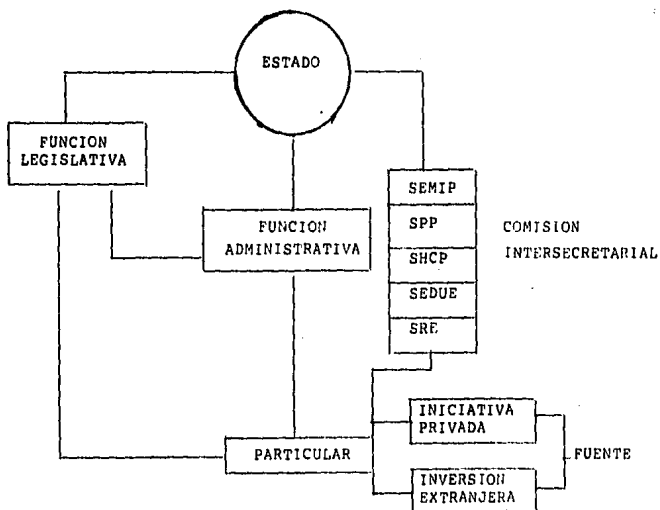 ESTADO
FUNCION
LEGISLATIVA
FUNCION
ADMINISTRATIVA
SEMIP
SPP
SHCP
SEDUE
SRE
COMISION
INTERSECRETARIAL
PARTICULAR
INICIATIVA
PRIVADA
INVERSION
EXTRANJERA
FUENTE